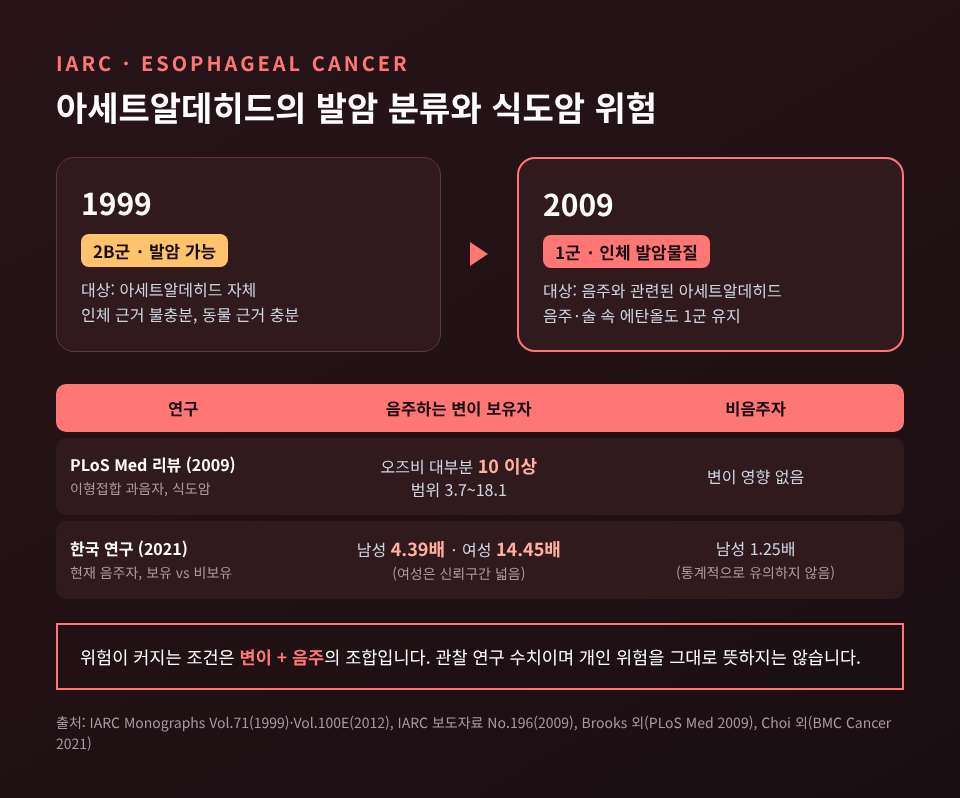 IARC · ESOPHAGEAL CANCER
아세트알데히드의 발암 분류와 식도암 위험
1999
2B군 · 발암 가능
대상: 아세트알데히드 자체
인체 근거 불충분, 동물 근거 충분
2009
1군 · 인체 발암물질
대상: 음주와 관련된 아세트알데히드
음주·술 속 에탄올도 1군 유지
연구 음주하는 변이 보유자 비음주자
PLoS Med 리뷰 (2009)
이형접합 과음자, 식도암
오즈비 대부분 10 이상
범위 3.7~18.1
변이 영향 없음
한국 연구 (2021)
현재 음주자, 보유 vs 비보유
남성 4.39배 · 여성 14.45배
(여성은 신뢰구간 넓음)
남성 1.25배
(통계적으로 유의하지 않음)
위험이 커지는 조건은 변이 + 음주의 조합입니다. 관찰 연구 수치이며 개인 위험을 그대로 뜻하지는 않습니다.
출처: IARC Monographs Vol.71(1999)·Vol.100E(2012), IARC 보도자료 No.196(2009), Brooks 외(PLoS Med 2009), Choi 외(BMC Cancer
2021)